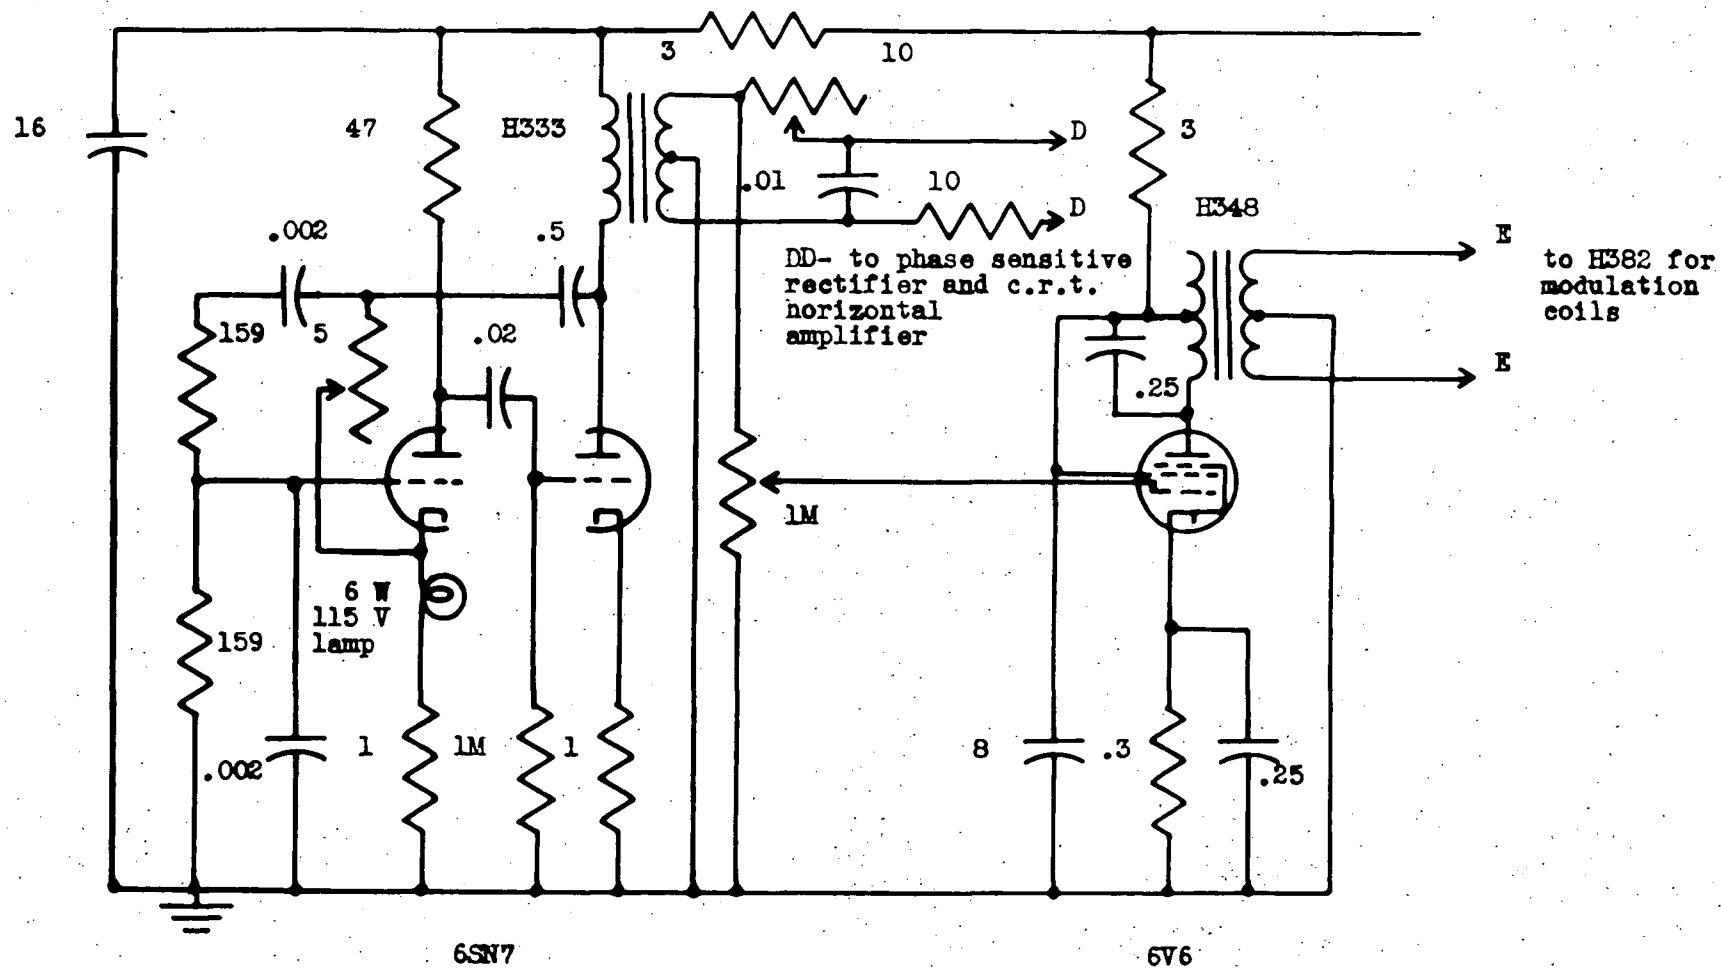 3
10
16
47
H333
3
D
.01
10
D
H348
.002
.5
DD- to phase sensitive
rectifier and c.r.t.
horizontal
amplifier
E
to H382 for
modulation
coils
159
5
.02
.25
E
1M
6 W
115 V
lamp
159
.002
1
1M
1
8
.3
.25
6SN7
6V6